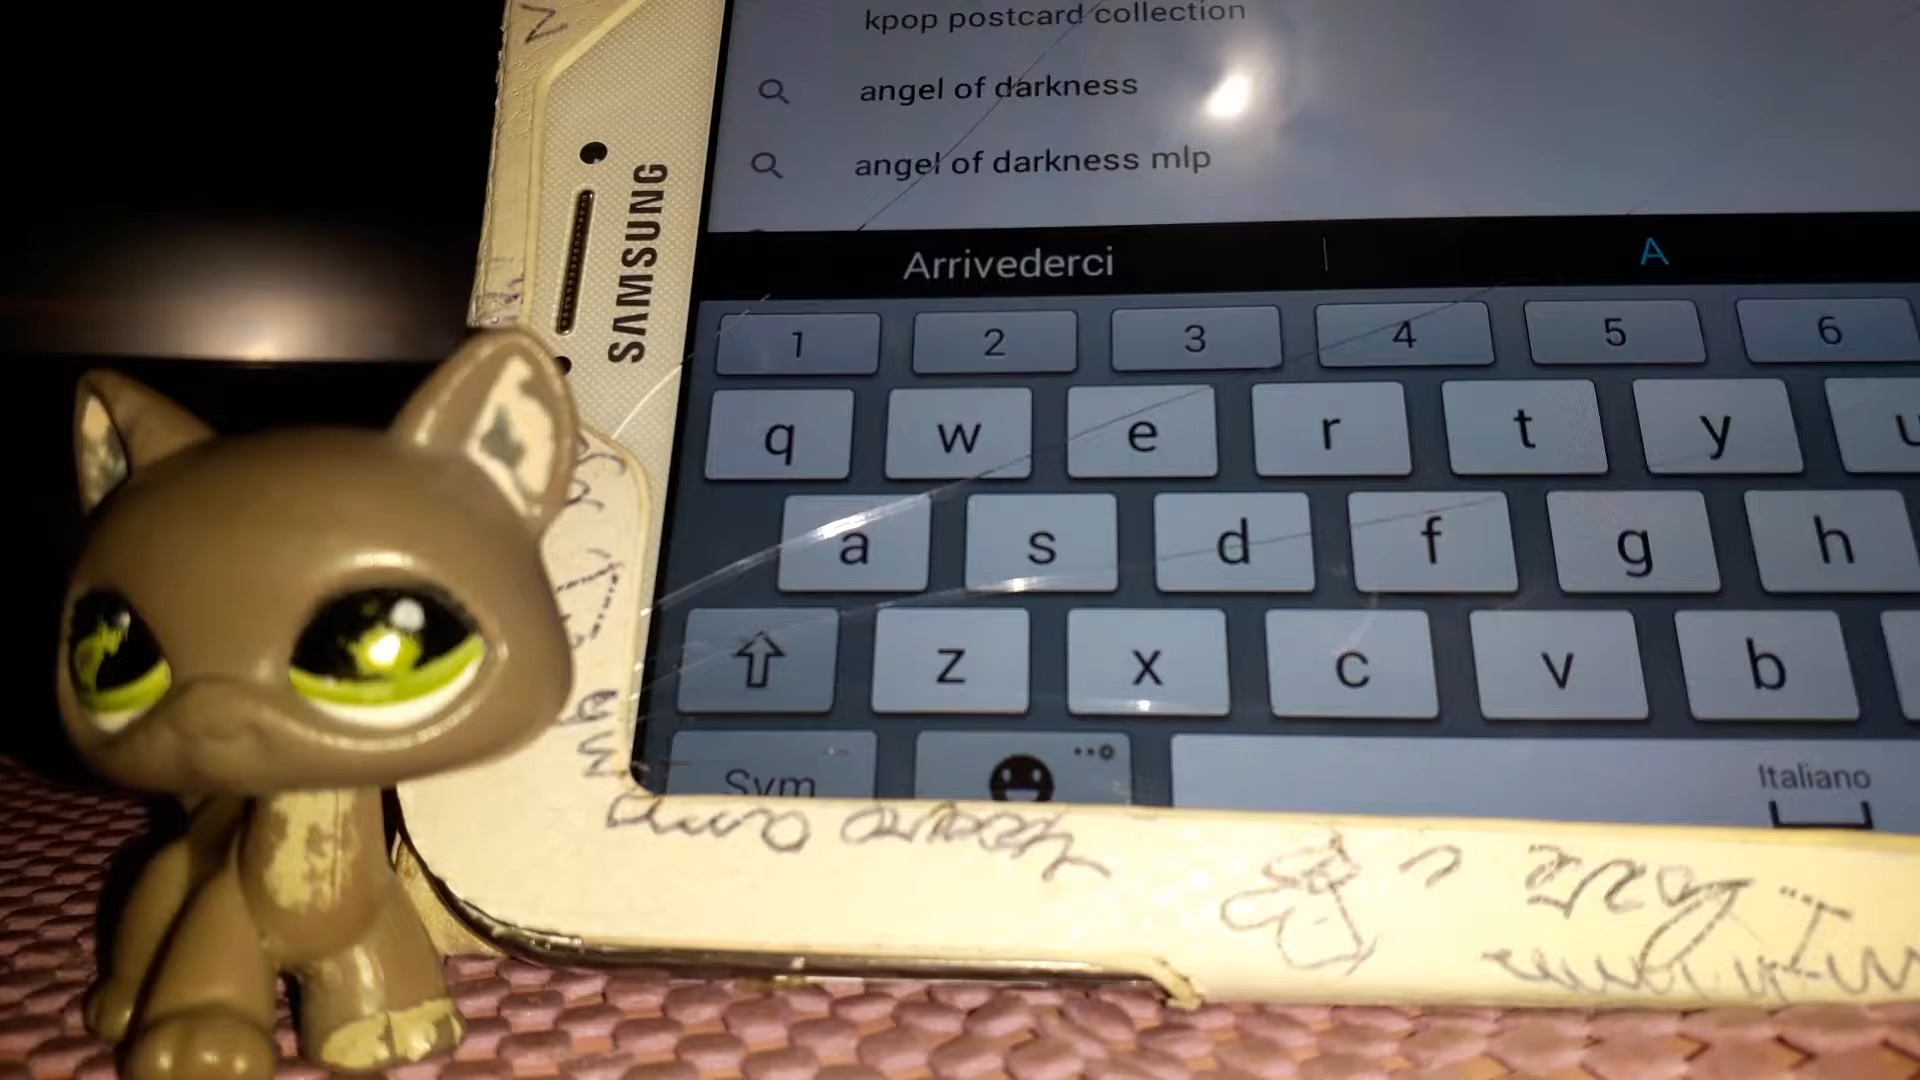 kpop postcard collection
angel of darkness
angel of darkness mlp
SAMSUNG
Arrivederci
A
1 2 3 4 5 6
q w e r t y u
a s d f g h
z x c v b
Sym
Italiano
I love u